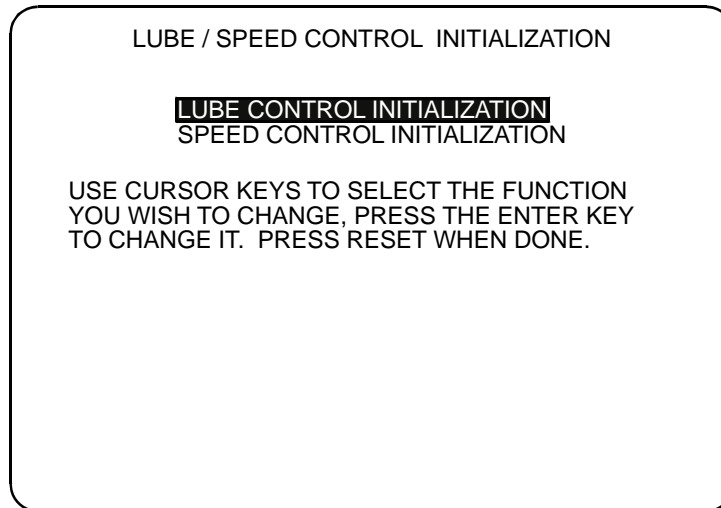 LUBE / SPEED CONTROL  INITIALIZATION
LUBE CONTROL INITIALIZATION
SPEED CONTROL INITIALIZATION
USE CURSOR KEYS TO SELECT THE FUNCTION
YOU WISH TO CHANGE, PRESS THE ENTER KEY
TO CHANGE IT.  PRESS RESET WHEN DONE.